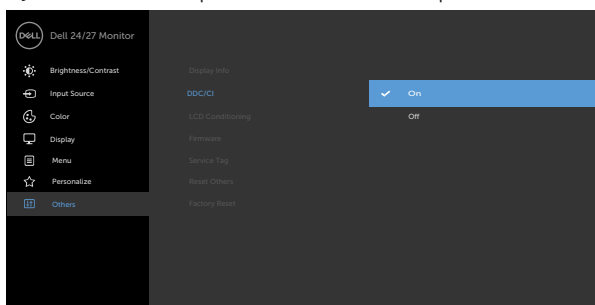 DELL
Dell 24/27 Monitor
Brightness/Contrast
Input Source
Color
Display
Menu
Personalize
Others
Display Info
DDC/CI
LCD Conditioning
Firmware
Service Tag
Reset Others
Factory Reset
On
Off